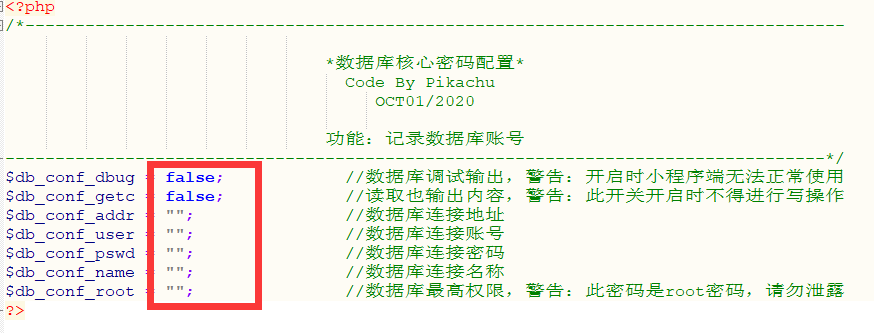 <?php
/*----------------------------------------------------------------------------------
*数据库核心密码配置*
Code By Pikachu
OCT01/2020
功能：记录数据库账号
----------------------------------------------------------------------------------*/
$db_conf_dbug = false; //数据库调试输出，警告：开启时小程序端无法正常使用
$db_conf_getc = false; //读取也输出内容，警告：此开关开启时不得进行写操作
$db_conf_addr = ""; //数据库连接地址
$db_conf_user = ""; //数据库连接账号
$db_conf_pswd = ""; //数据库连接密码
$db_conf_name = ""; //数据库连接名称
$db_conf_root = ""; //数据库最高权限，警告：此密码是root密码，请勿泄露
?>